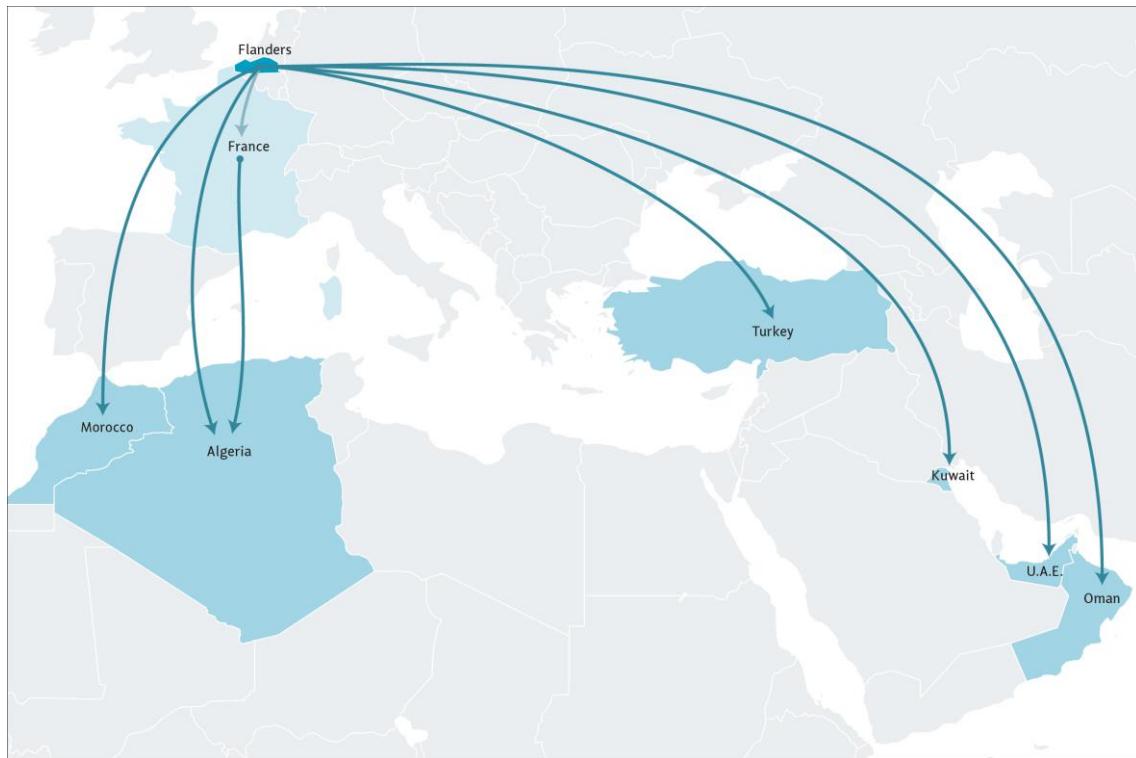 Flanders
France
Turkey
Morocco
Algeria
Kuwait
U.A.E.
Oman